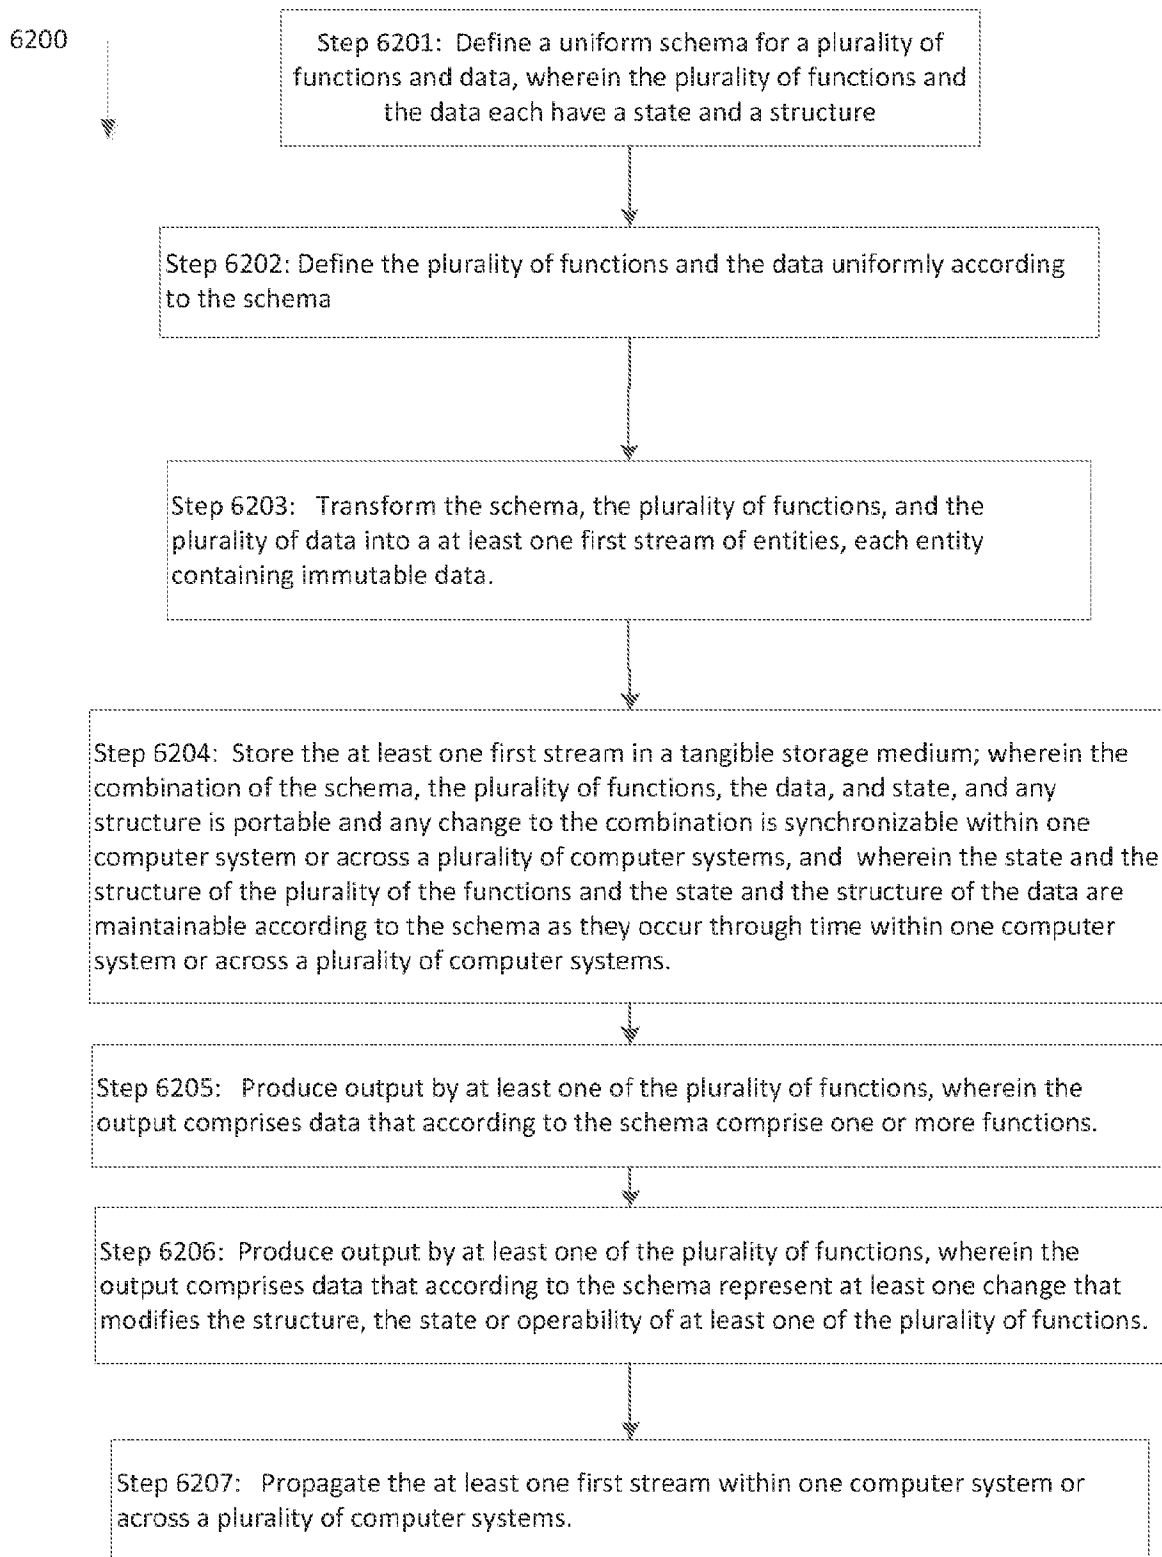 6200
Step 6201: Define a uniform schema for a plurality of
functions and data, wherein the plurality of functions and
the data each have a state and a structure
Step 6202: Define the plurality of functions and the data uniformly according
to the schema
Step 6203: Transform the schema, the plurality of functions, and the
plurality of data into a at least one first stream of entities, each entity
containing immutable data.
Step 6204: Store the at least one first stream in a tangible storage medium; wherein the
combination of the schema, the plurality of functions, the data, and state, and any
structure is portable and any change to the combination is synchronizable within one
computer system or across a plurality of computer systems, and wherein the state and the
structure of the plurality of the functions and the state and the structure of the data are
maintainable according to the schema as they occur through time within one computer
system or across a plurality of computer systems.
Step 6205: Produce output by at least one of the plurality of functions, wherein the
output comprises data that according to the schema comprise one or more functions.
Step 6206: Produce output by at least one of the plurality of functions, wherein the
output comprises data that according to the schema represent at least one change that
modifies the structure, the state or operability of at least one of the plurality of functions.
Step 6207: Propagate the at least one first stream within one computer system or
across a plurality of computer systems.